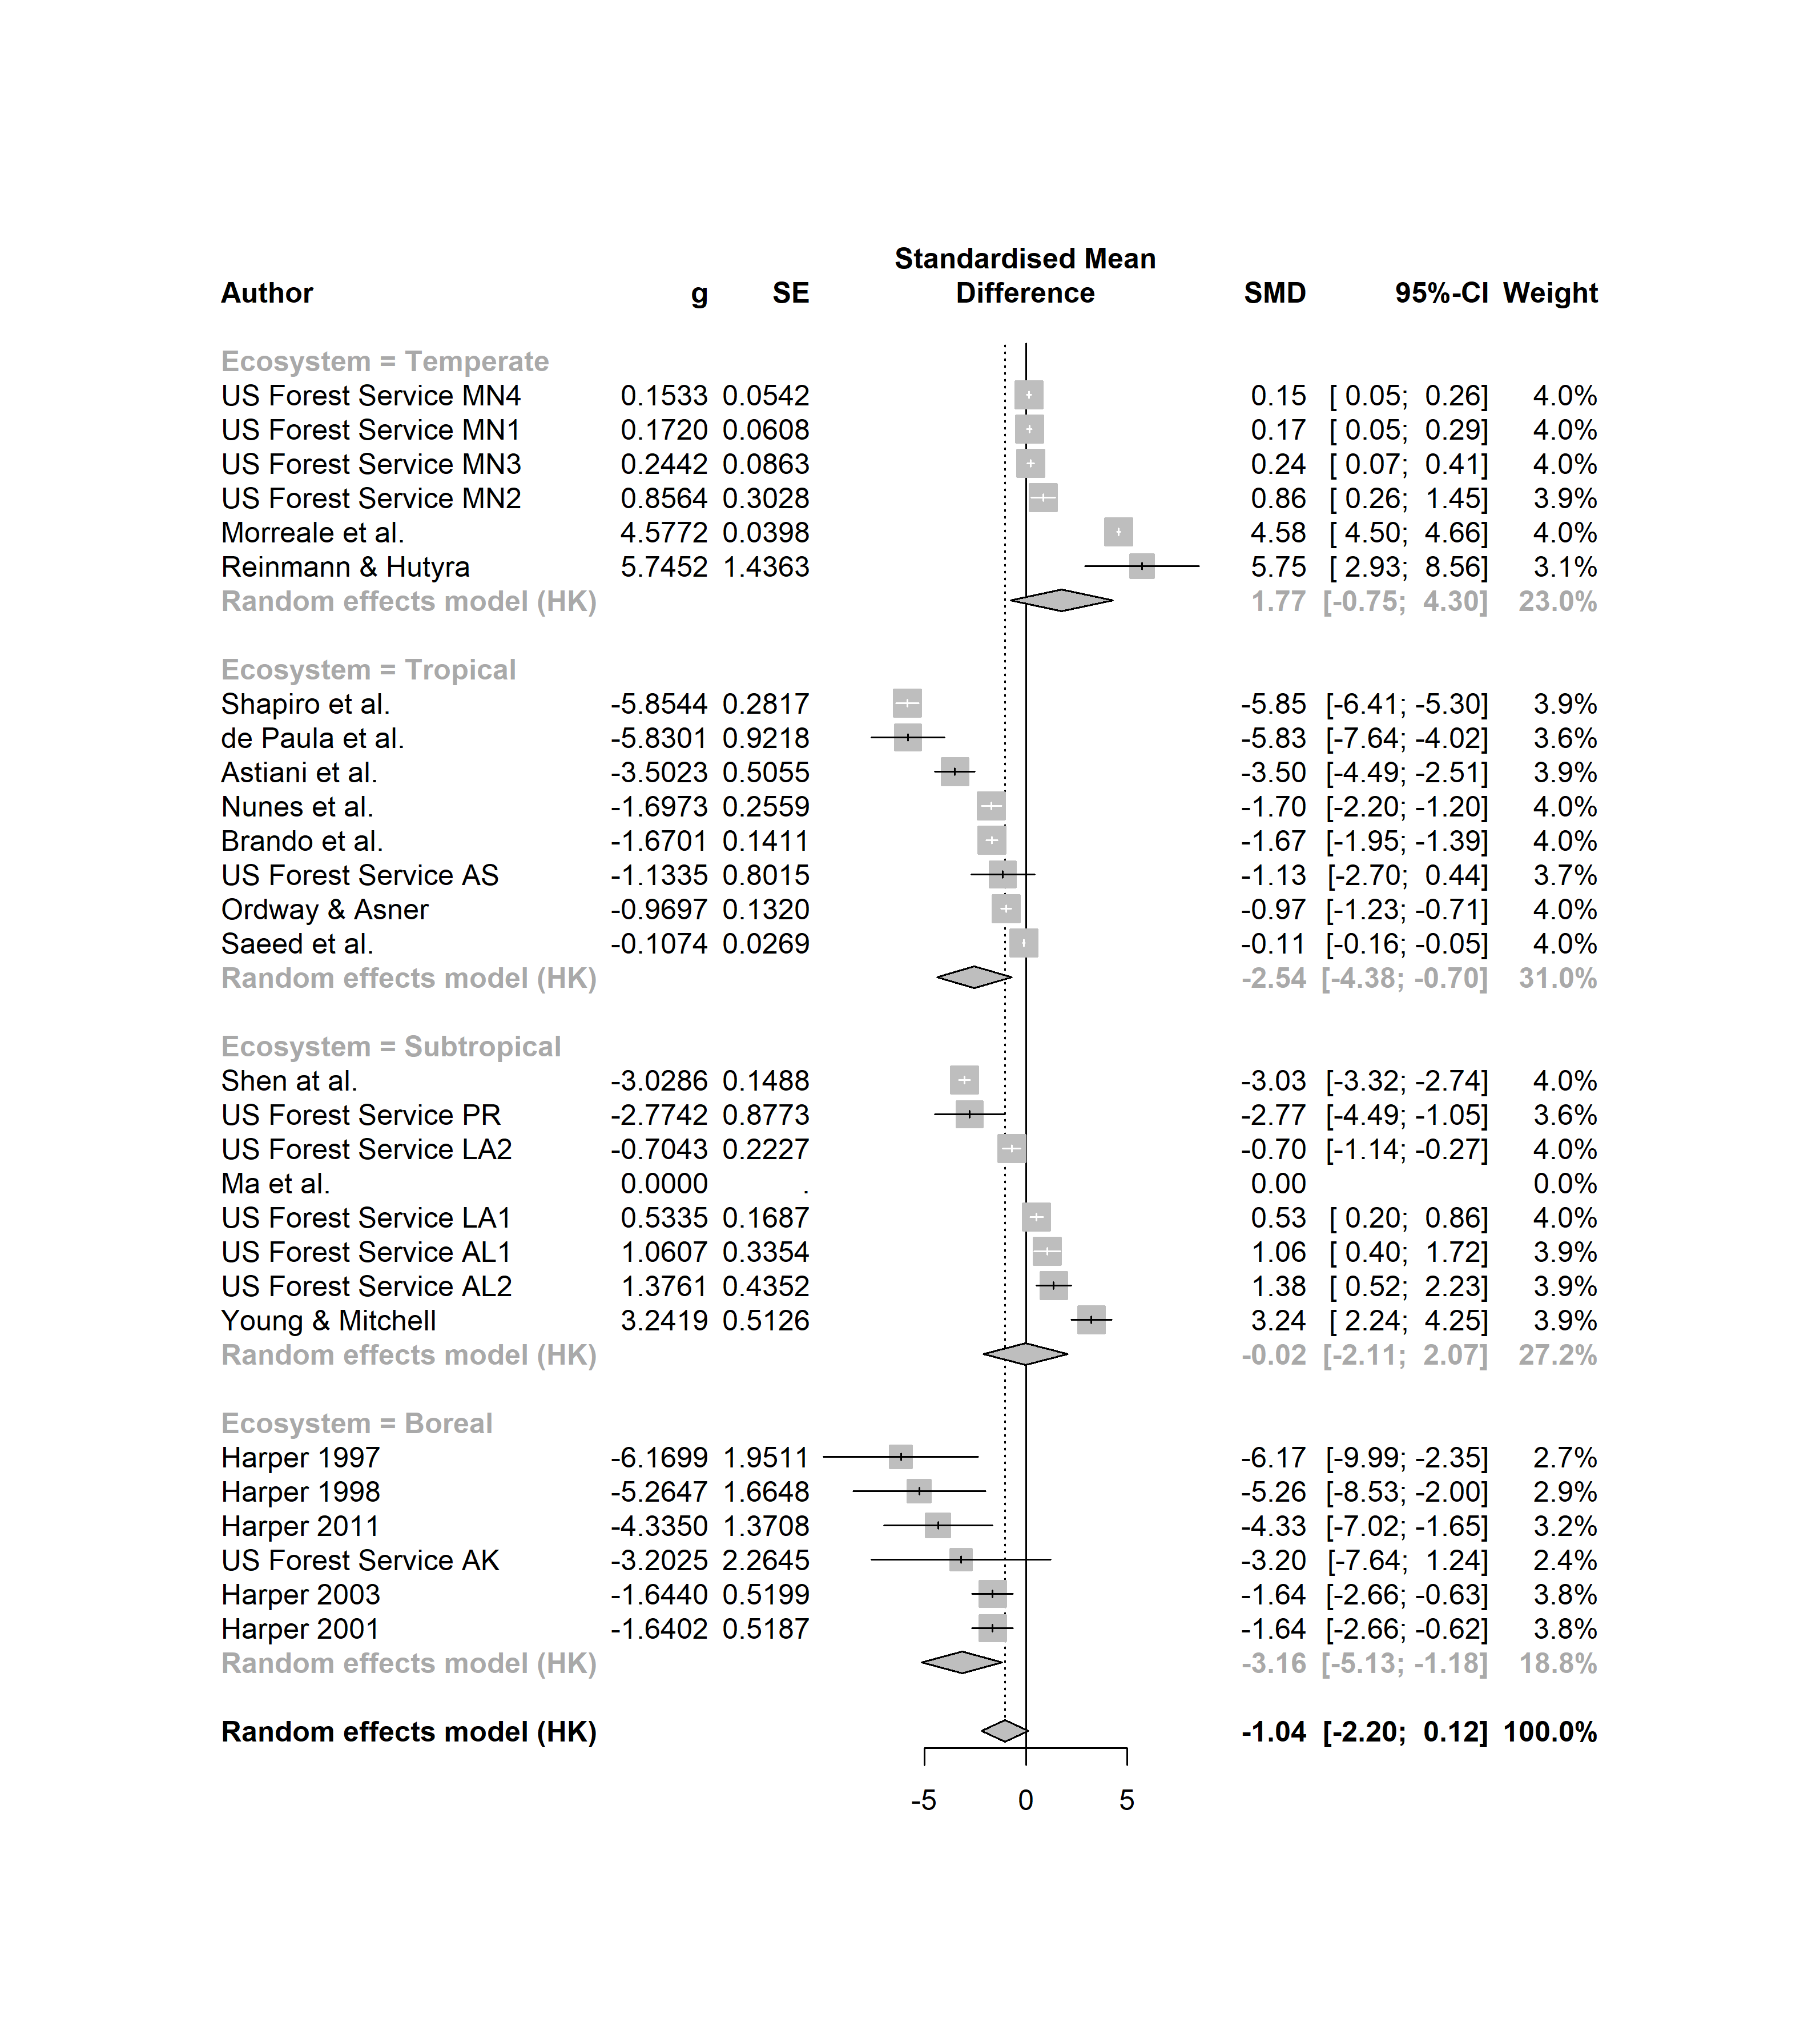 Standardised Mean
Author g SE Difference SMD 95%-CI Weight
Ecosystem = Temperate
US Forest Service MN4 0.1533 0.0542 0.15 [ 0.05; 0.26] 4.0%
US Forest Service MN1 0.1720 0.0608 0.17 [ 0.05; 0.29] 4.0%
US Forest Service MN3 0.2442 0.0863 0.24 [ 0.07; 0.41] 4.0%
US Forest Service MN2 0.8564 0.3028 0.86 [ 0.26; 1.45] 3.9%
Morreale et al. 4.5772 0.0398 4.58 [ 4.50; 4.66] 4.0%
Reinmann & Hutyra 5.7452 1.4363 5.75 [ 2.93; 8.56] 3.1%
Random effects model (HK) 1.77 [-0.75; 4.30] 23.0%
Ecosystem = Tropical
Shapiro et al. -5.8544 0.2817 -5.85 [-6.41; -5.30] 3.9%
de Paula et al. -5.8301 0.9218 -5.83 [-7.64; -4.02] 3.6%
Astiani et al. -3.5023 0.5055 -3.50 [-4.49; -2.51] 3.9%
Nunes et al. -1.6973 0.2559 -1.70 [-2.20; -1.20] 4.0%
Brando et al. -1.6701 0.1411 -1.67 [-1.95; -1.39] 4.0%
US Forest Service AS -1.1335 0.8015 -1.13 [-2.70; 0.44] 3.7%
Ordway & Asner -0.9697 0.1320 -0.97 [-1.23; -0.71] 4.0%
Saeed et al. -0.1074 0.0269 -0.11 [-0.16; -0.05] 4.0%
Random effects model (HK) -2.54 [-4.38; -0.70] 31.0%
Ecosystem = Subtropical
Shen at al. -3.0286 0.1488 -3.03 [-3.32; -2.74] 4.0%
US Forest Service PR -2.7742 0.8773 -2.77 [-4.49; -1.05] 3.6%
US Forest Service LA2 -0.7043 0.2227 -0.70 [-1.14; -0.27] 4.0%
Ma et al. 0.0000 . 0.00 0.0%
US Forest Service LA1 0.5335 0.1687 0.53 [ 0.20; 0.86] 4.0%
US Forest Service AL1 1.0607 0.3354 1.06 [ 0.40; 1.72] 3.9%
US Forest Service AL2 1.3761 0.4352 1.38 [ 0.52; 2.23] 3.9%
Young & Mitchell 3.2419 0.5126 3.24 [ 2.24; 4.25] 3.9%
Random effects model (HK) -0.02 [-2.11; 2.07] 27.2%
Ecosystem = Boreal
Harper 1997 -6.1699 1.9511 -6.17 [-9.99; -2.35] 2.7%
Harper 1998 -5.2647 1.6648 -5.26 [-8.53; -2.00] 2.9%
Harper 2011 -4.3350 1.3708 -4.33 [-7.02; -1.65] 3.2%
US Forest Service AK -3.2025 2.2645 -3.20 [-7.64; 1.24] 2.4%
Harper 2003 -1.6440 0.5199 -1.64 [-2.66; -0.63] 3.8%
Harper 2001 -1.6402 0.5187 -1.64 [-2.66; -0.62] 3.8%
Random effects model (HK) -3.16 [-5.13; -1.18] 18.8%
Random effects model (HK) -1.04 [-2.20; 0.12] 100.0%
-5 0 5